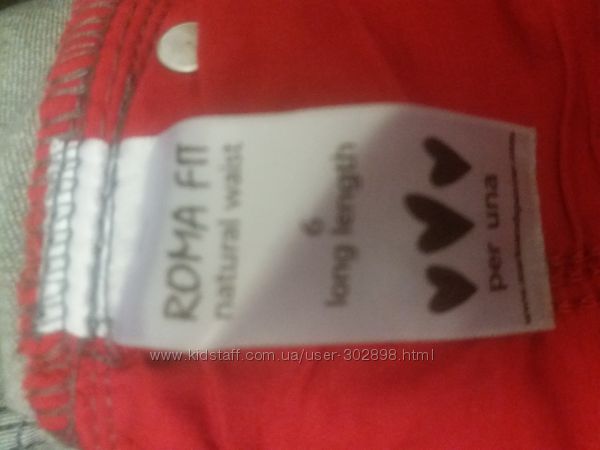 ROMA FIT
natural waist
6
long length
per una
www.kidstaff.com.ua/user-302898.html